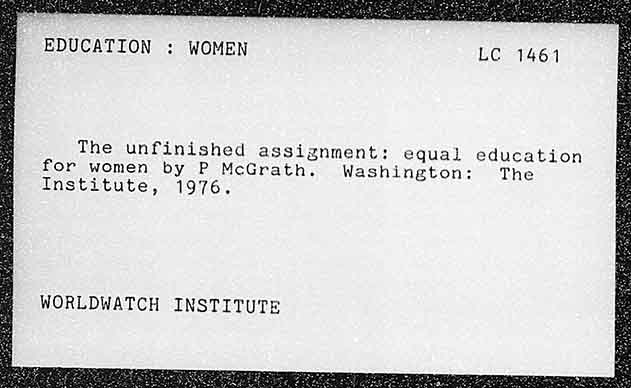 EDUCATION : WOMEN
LC 1461
The unfinished assignment: equal education
for women by P McGrath. Washington: The
Institute, 1976.
WORLDWATCH INSTITUTE